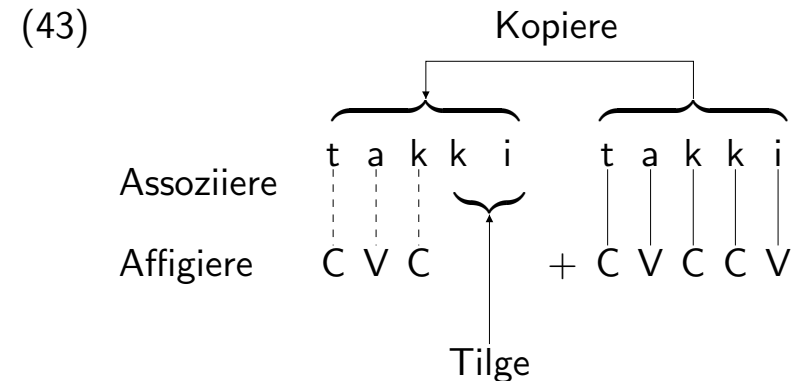 (43) Kopiere
t a k k i t a k k i
Assoziiere
Affigiere C V C + C V C C V
Tilge